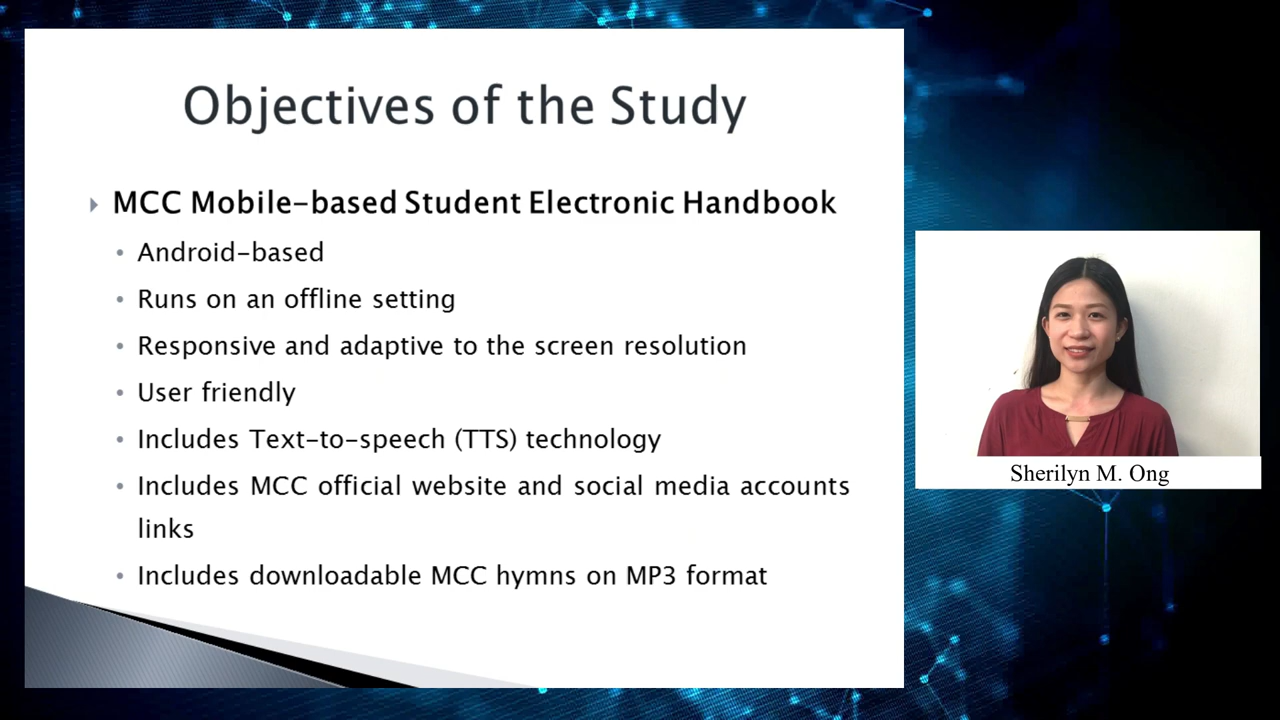 Objectives of the Study
MCC Mobile-based Student Electronic Handbook
Android-based
Runs on an offline setting
Responsive and adaptive to the screen resolution
User friendly
Includes Text-to-speech (TTS) technology
Includes MCC official website and social media accounts
links
Includes downloadable MCC hymns on MP3 format
Sherilyn M. Ong